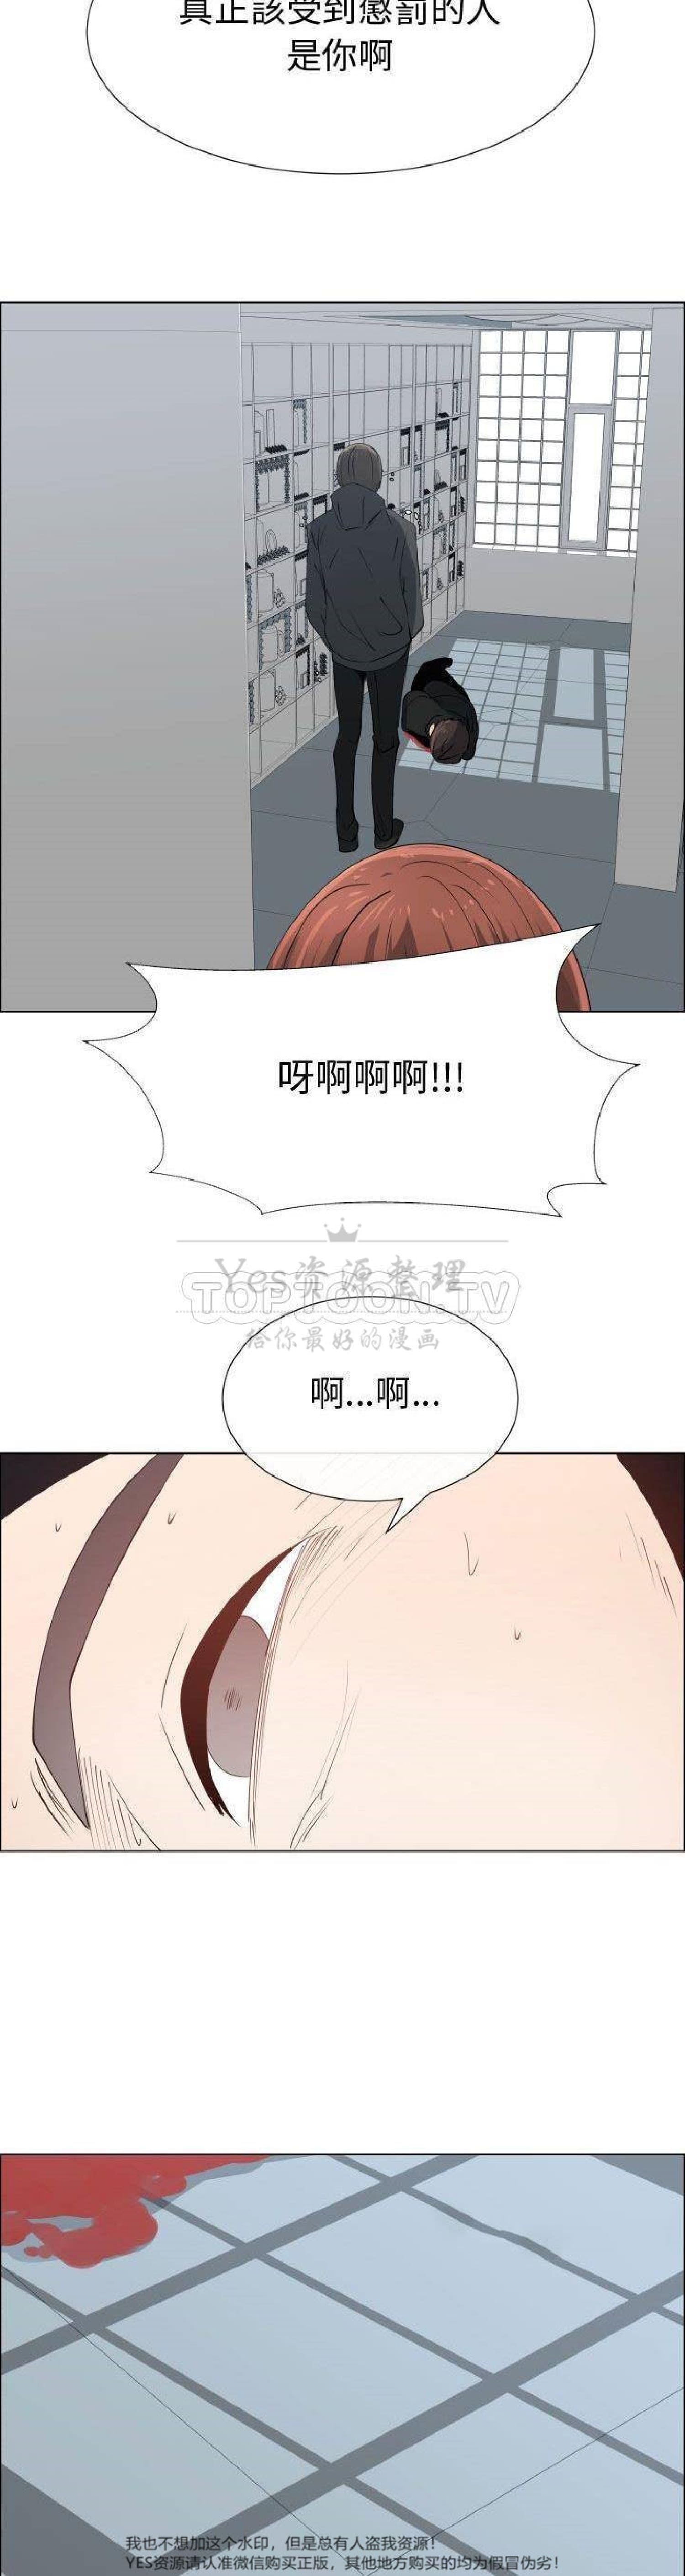 真正該受到懲罰的人
是你啊
呀啊啊啊!!!
Yes资源整理
TOPTOON.TV
给你最好的漫画
啊...啊...
我也不想加这个水印，但是总有人盗我资源！
YES资源请认准微信购买正版，其他地方购买的均为假冒伪劣！